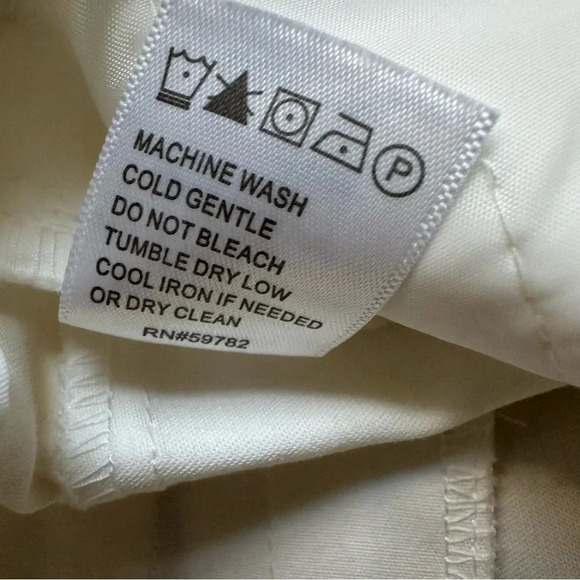 P
MACHINE WASH
COLD GENTLE
DO NOT BLEACH
TUMBLE DRY LOW
COOL IRON IF NEEDED
OR DRY CLEAN
RN#59782